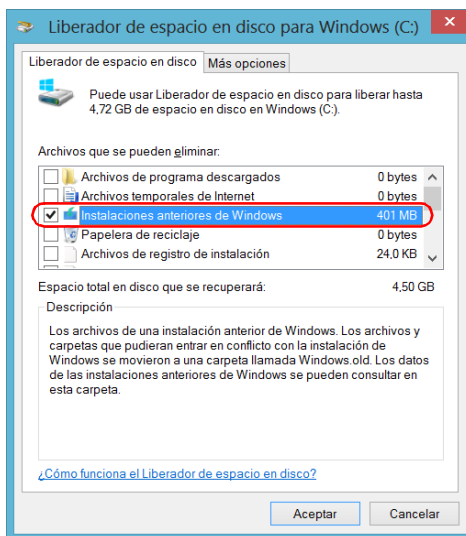 Liberador de espacio en disco para Windows (C:)
Liberador de espacio en disco Más opciones
Puede usar Liberador de espacio en disco para liberar hasta
4,72 GB de espacio en disco en Windows (C:).
Archivos que se pueden eliminar:
Archivos de programa descargados 0 bytes
Archivos temporales de Internet 0 bytes
Instalaciones anteriores de Windows 401 MB
Papelera de reciclaje 0 bytes
Archivos de registro de instalación 24,0 KB
Espacio total en disco que se recuperará: 4,50 GB
Descripción
Los archivos de una instalación anterior de Windows. Los archivos y
carpetas que pudieran entrar en conflicto con la instalación de
Windows se movieron a una carpeta llamada Windows.old. Los datos
de las instalaciones anteriores de Windows se pueden consultar en
esta carpeta.
¿Cómo funciona el Liberador de espacio en disco?
Aceptar Cancelar